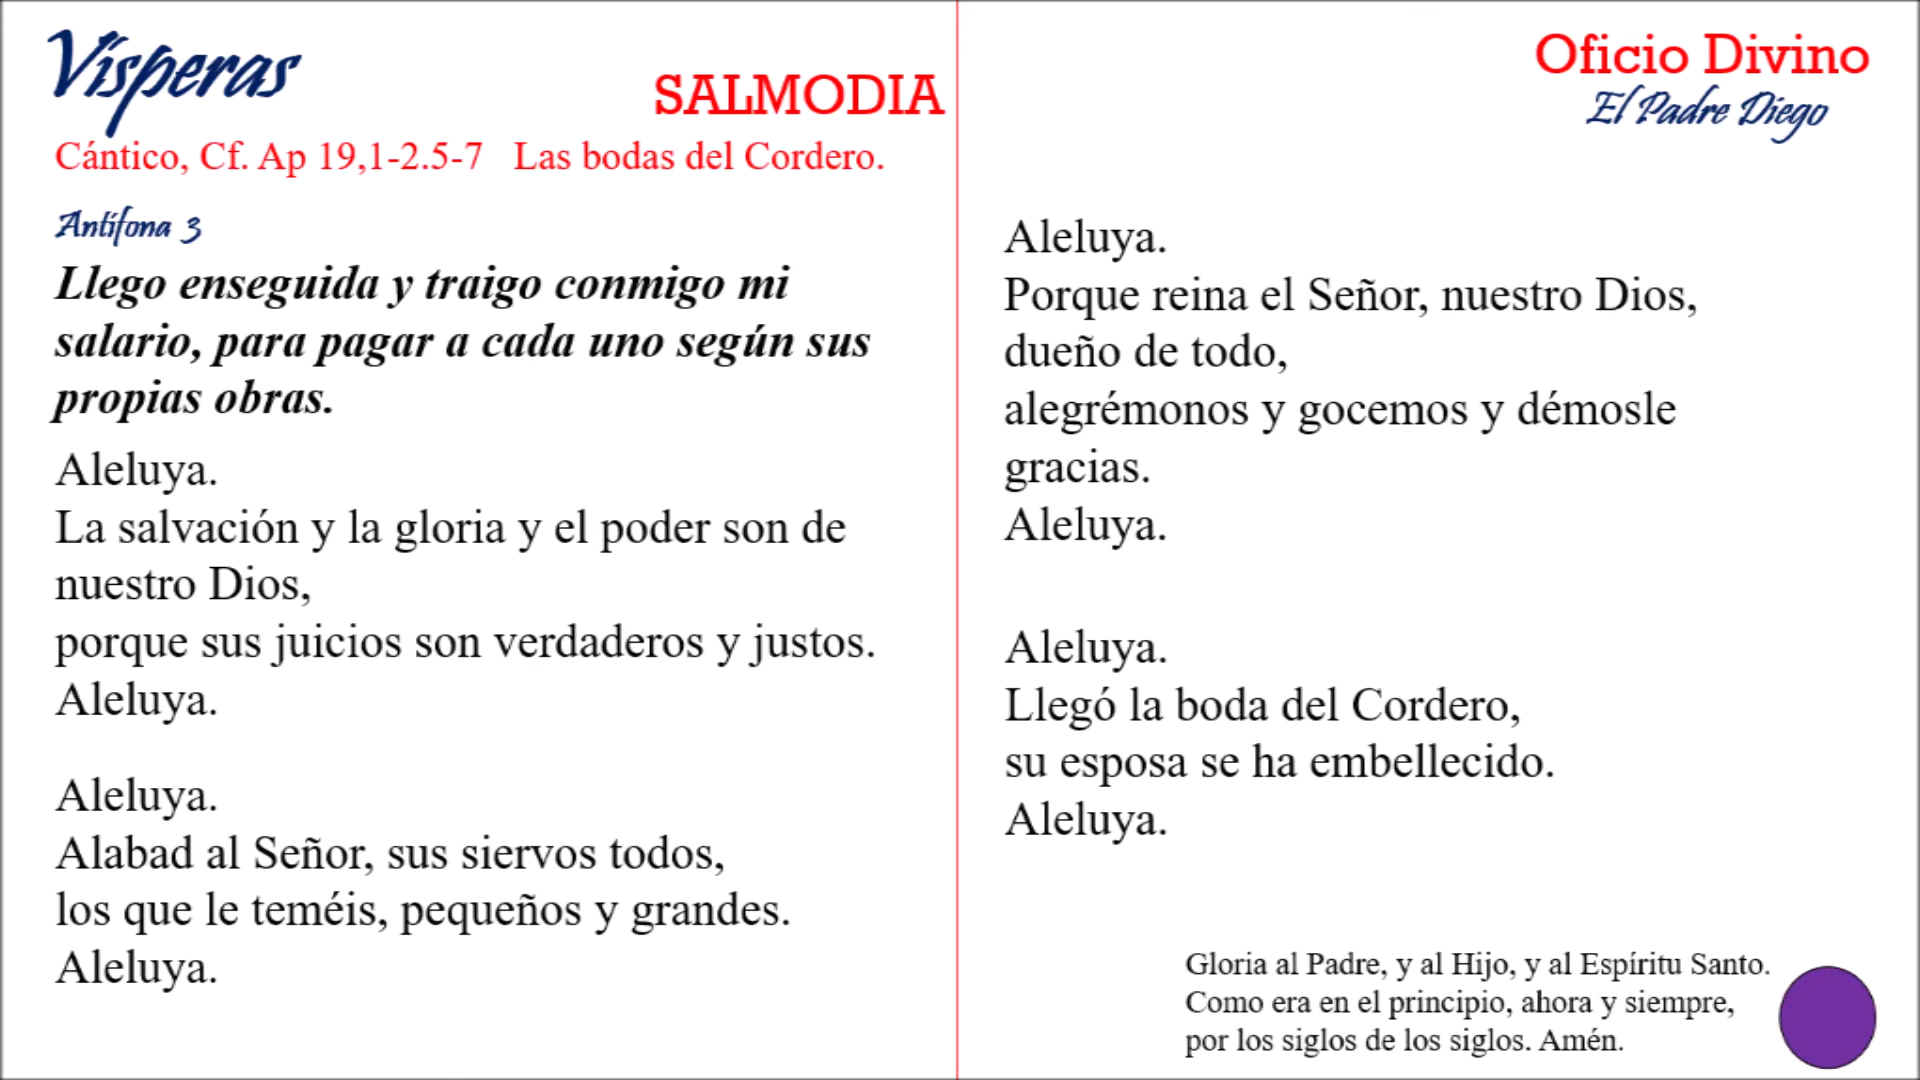 Vísperas
SALMODIA
Cántico, Cf. Ap 19,1-2.5-7 Las bodas del Cordero.
Antífona 3
Llego enseguida y traigo conmigo mi
salario, para pagar a cada uno según sus
propias obras.
Aleluya.
La salvación y la gloria y el poder son de
nuestro Dios,
porque sus juicios son verdaderos y justos.
Aleluya.
Aleluya.
Alabad al Señor, sus siervos todos,
los que le teméis, pequeños y grandes.
Aleluya.
Oficio Divino
El Padre Diego
Aleluya.
Porque reina el Señor, nuestro Dios,
dueño de todo,
alegrémonos y gocemos y démosle
gracias.
Aleluya.
Aleluya.
Llegó la boda del Cordero,
su esposa se ha embellecido.
Aleluya.
Gloria al Padre, y al Hijo, y al Espíritu Santo.
Como era en el principio, ahora y siempre,
por los siglos de los siglos. Amén.